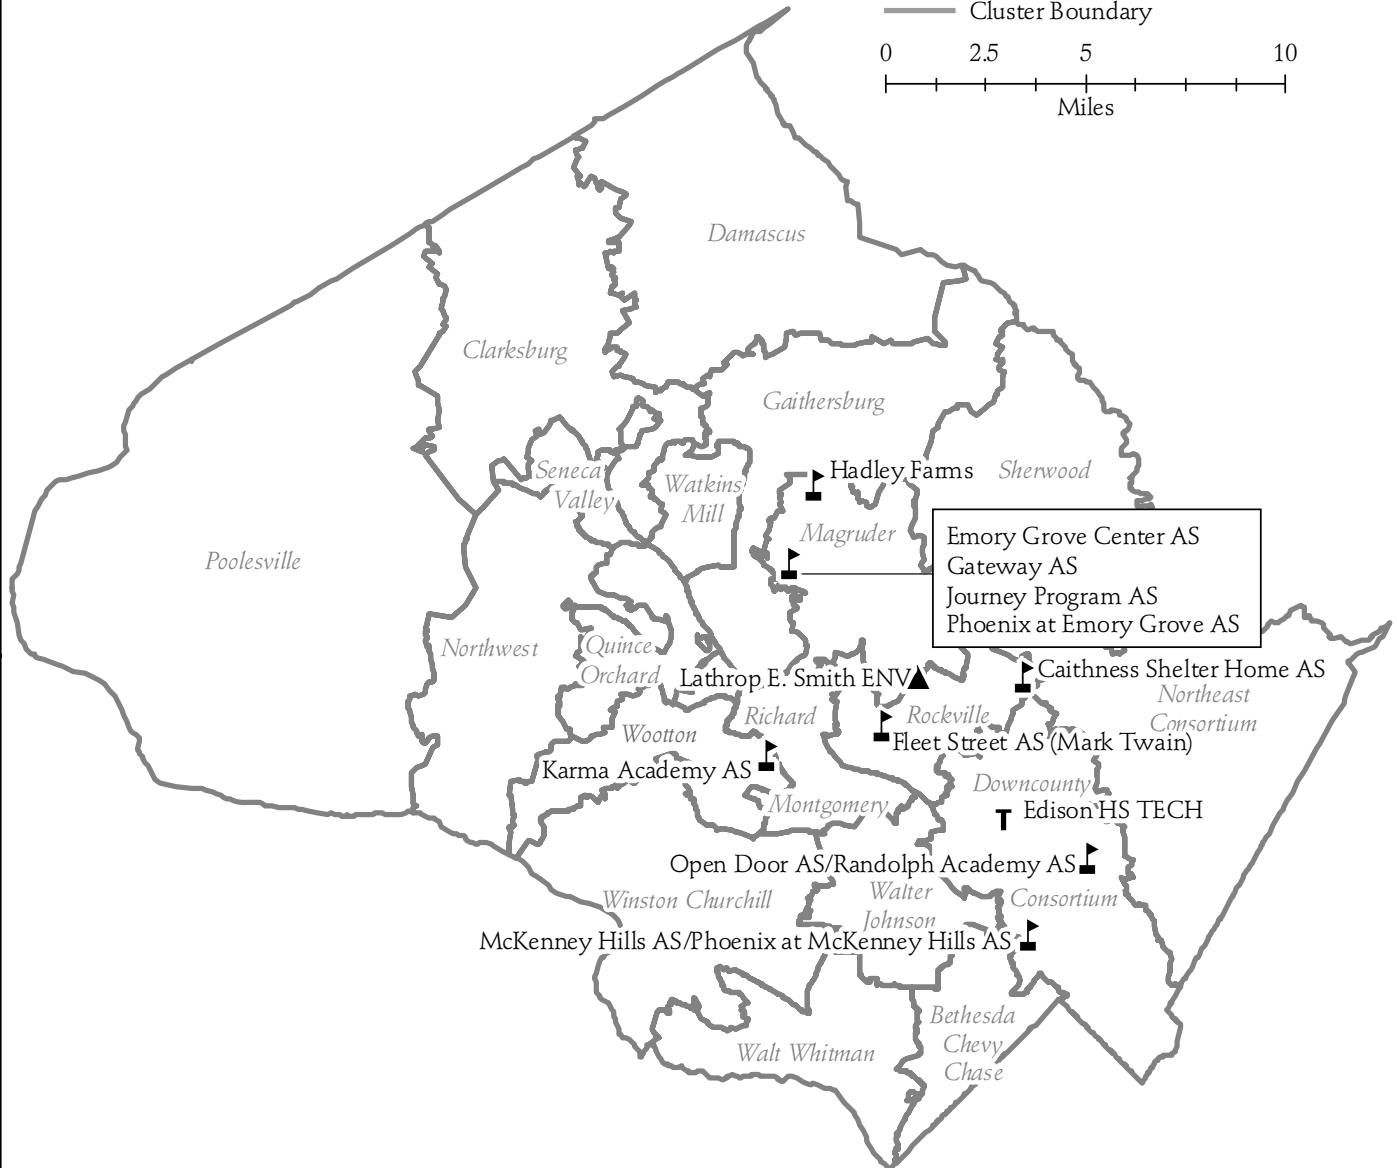 Cluster Boundary
0 2.5 5 10
Miles
Damascus
Clarksburg
Gaithersburg
Hadley Farms
Sherwood
Seneca
Valley
Watkins
Mill
Magruder
Emory Grove Center AS
Gateway AS
Journey Program AS
Phoenix at Emory Grove AS
Poolesville
Northwest
Quince
Orchard
Lathrop E. Smith ENV
Caithness Shelter Home AS
Northeast
Consortium
Richard
Montgomery
Rockville
Wootton
Fleet Street AS (Mark Twain)
Karma Academy AS
Downcounty
Consortium
Edison HS TECH
Open Door AS/Randolph Academy AS
Winston Churchill
Walter
Johnson
McKenney Hills AS/Phoenix at McKenney Hills AS
Bethesda
Chevy
Chase
Walt Whitman